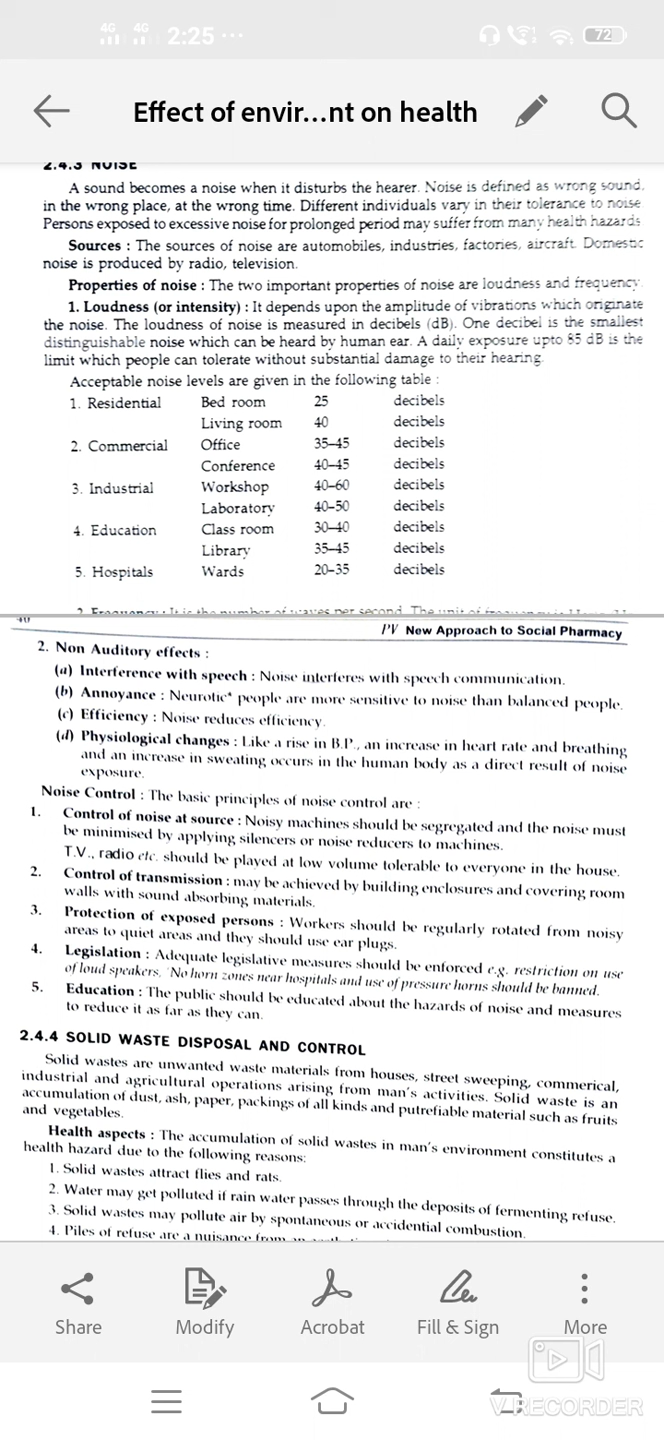 4G 4G 2:25 ... 72
Effect of envir...nt on health
2.4.3 NOISE
A sound becomes a noise when it disturbs the hearer. Noise is defined as wrong sound,
in the wrong place, at the wrong time. Different individuals vary in their tolerance to noise
Persons exposed to excessive noise for prolonged period may suffer from many health hazards
Sources : The sources of noise are automobiles, industries, factories, aircraft. Domestic
noise is produced by radio, television.
Properties of noise : The two important properties of noise are loudness and frequency.
1. Loudness (or intensity) : It depends upon the amplitude of vibrations which originate
the noise. The loudness of noise is measured in decibels (dB). One decibel is the smallest
distinguishable noise which can be heard by human ear. A daily exposure upto 85 dB is the
limit which people can tolerate without substantial damage to their hearing.
Acceptable noise levels are given in the following table :
1. Residential Bed room 25 decibels
Living room 40 decibels
2. Commercial Office 35–45 decibels
Conference 40–45 decibels
3. Industrial Workshop 40–60 decibels
Laboratory 40–50 decibels
4. Education Class room 30–40 decibels
Library 35–45 decibels
5. Hospitals Wards 20–35 decibels
2. Frequency : It is the number of waves per second. The unit of frequency is
40
PV New Approach to Social Pharmacy
2. Non Auditory effects :
(a) Interference with speech : Noise interferes with speech communication.
(b) Annoyance : Neurotic* people are more sensitive to noise than balanced people.
(c) Efficiency : Noise reduces efficiency.
(d) Physiological changes : Like a rise in B.P., an increase in heart rate and breathing
and an increase in sweating occurs in the human body as a direct result of noise
exposure.
Noise Control : The basic principles of noise control are :
1. Control of noise at source : Noisy machines should be segregated and the noise must
be minimised by applying silencers or noise reducers to machines.
T.V., radio etc. should be played at low volume tolerable to everyone in the house.
2. Control of transmission : may be achieved by building enclosures and covering room
walls with sound absorbing materials.
3. Protection of exposed persons : Workers should be regularly rotated from noisy
areas to quiet areas and they should use ear plugs.
4. Legislation : Adequate legislative measures should be enforced e.g. restriction on use
of loud speakers, 'No horn zones near hospitals and use of pressure horns should be banned.
5. Education : The public should be educated about the hazards of noise and measures
to reduce it as far as they can.
2.4.4 SOLID WASTE DISPOSAL AND CONTROL
Solid wastes are unwanted waste materials from houses, street sweeping, commerical,
industrial and agricultural operations arising from man's activities. Solid waste is an
accumulation of dust, ash, paper, packings of all kinds and putrefiable material such as fruits
and vegetables.
Health aspects : The accumulation of solid wastes in man's environment constitutes a
health hazard due to the following reasons:
1. Solid wastes attract flies and rats.
2. Water may get polluted if rain water passes through the deposits of fermenting refuse.
3. Solid wastes may pollute air by spontaneous or accidential combustion.
4. Piles of refuse are a nuisance from an
Share Modify Acrobat Fill & Sign More
V RECORDER